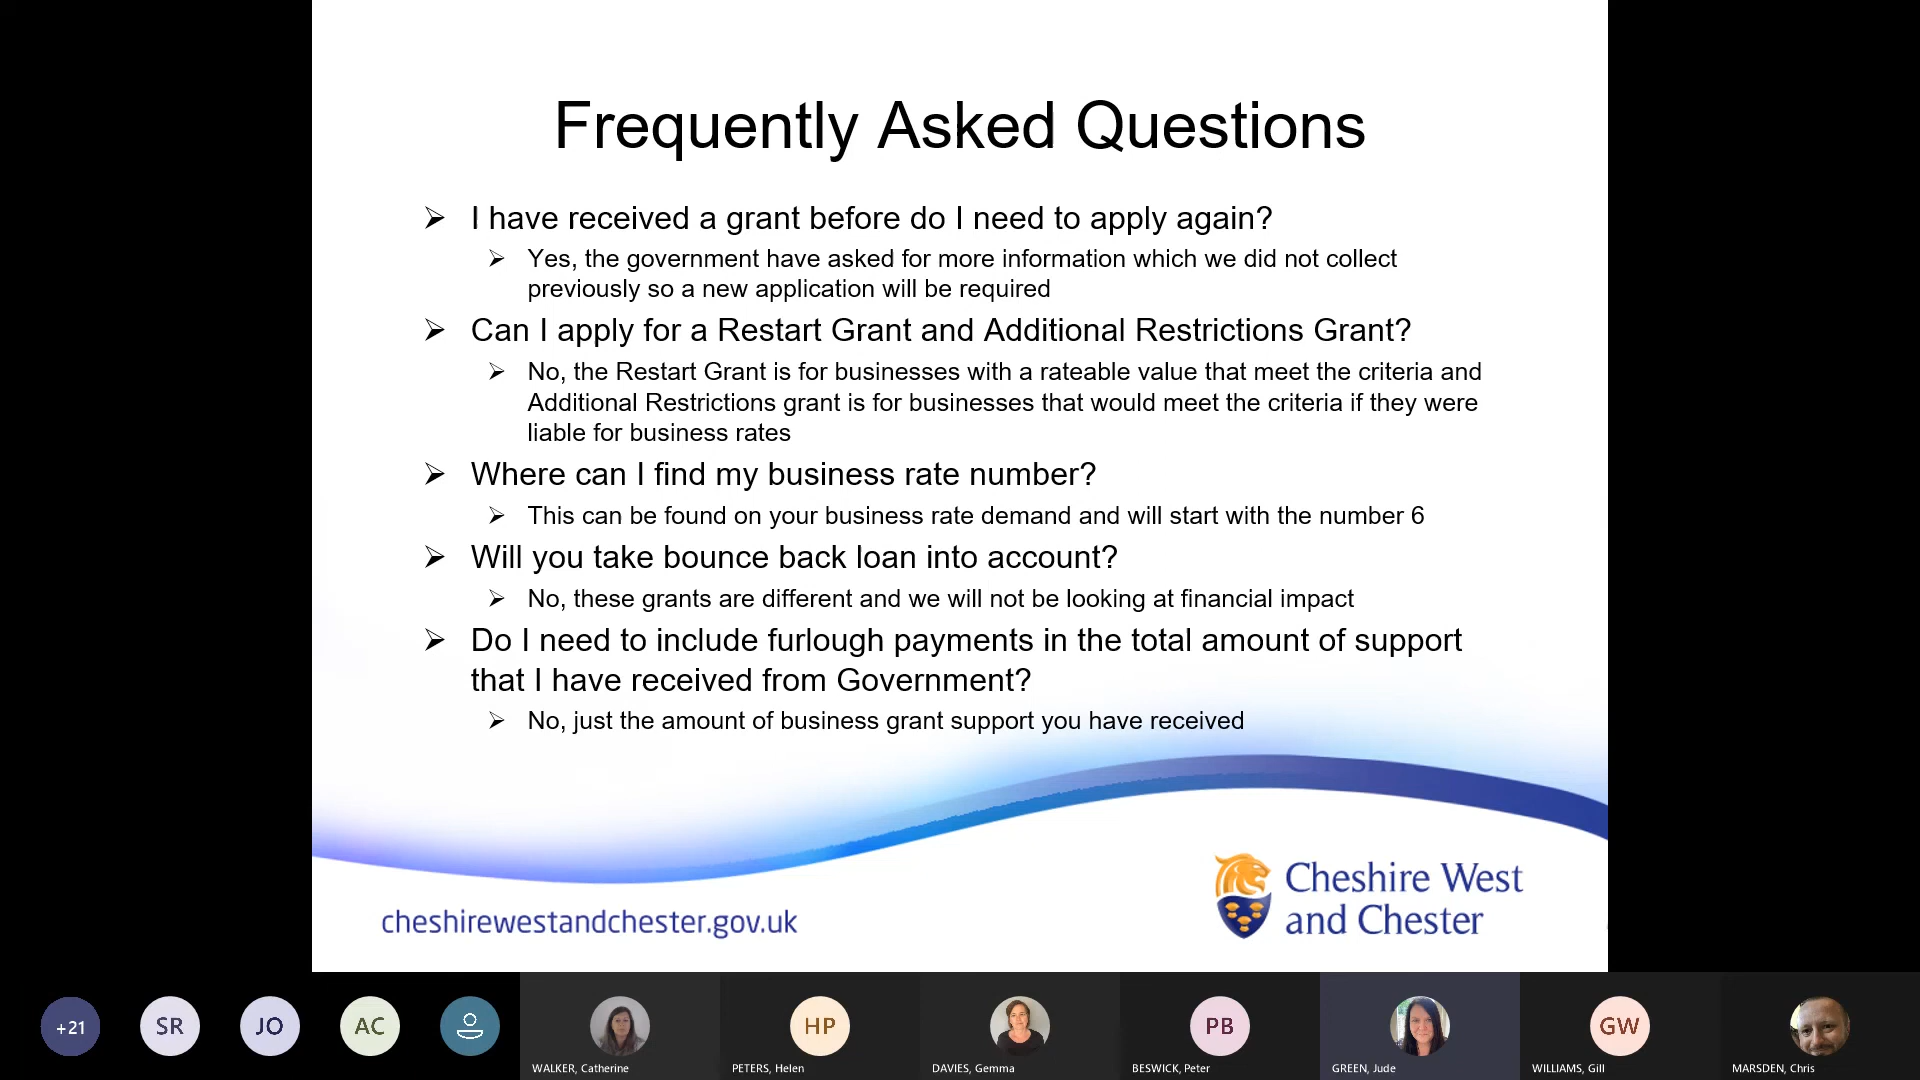 Frequently Asked Questions
I have received a grant before do I need to apply again?
Yes, the government have asked for more information which we did not collect
previously so a new application will be required
Can I apply for a Restart Grant and Additional Restrictions Grant?
No, the Restart Grant is for businesses with a rateable value that meet the criteria and
Additional Restrictions grant is for businesses that would meet the criteria if they were
liable for business rates
Where can I find my business rate number?
This can be found on your business rate demand and will start with the number 6
Will you take bounce back loan into account?
No, these grants are different and we will not be looking at financial impact
Do I need to include furlough payments in the total amount of support
that I have received from Government?
No, just the amount of business grant support you have received
cheshirewestandchester.gov.uk
Cheshire West
and Chester
+21
SR
JO
AC
WALKER, Catherine
HP
PETERS, Helen
DAVIES, Gemma
PB
BESWICK, Peter
GREEN, Jude
GW
WILLIAMS, Gill
MARSDEN, Chris